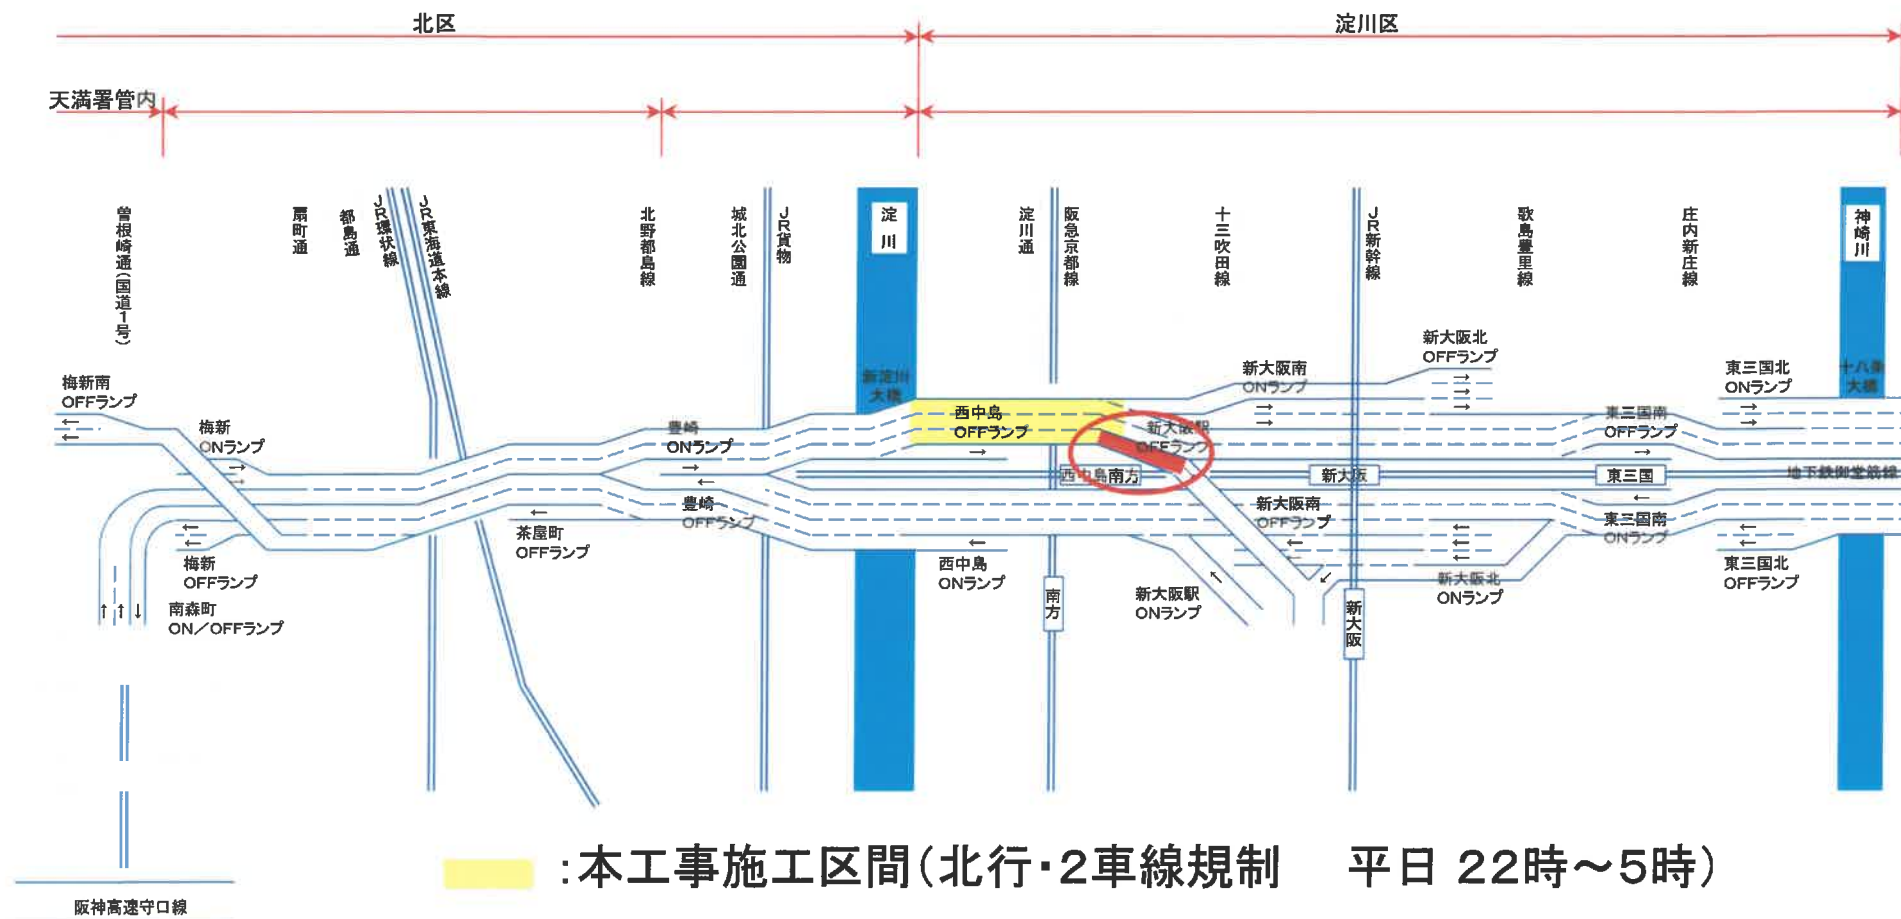 北区
淀川区
天満署管内
曽根崎通(国道1号)
扇町通
都島通
JR環状線
JR東海道本線
北野都島線
城北公園通
JR貨物
淀川
淀川通
阪急京都線
十三吹田線
JR新幹線
歌島豊里線
庄内新庄線
神崎川
梅新南
OFFランプ
梅新
ONランプ
豊崎
ONランプ
新淀川
大橋
西中島
OFFランプ
新大阪駅
OFFランプ
新大阪南
ONランプ
新大阪北
OFFランプ
東三国南
OFFランプ
東三国北
ONランプ
十八条
大橋
西中島南方
新大阪
東三国
地下鉄御堂筋線
梅新
OFFランプ
南森町
ON／OFFランプ
茶屋町
OFFランプ
豊崎
OFFランプ
西中島
ONランプ
南方
新大阪駅
ONランプ
新大阪南
OFFランプ
新大阪
新大阪北
ONランプ
東三国南
ONランプ
東三国北
OFFランプ
:本工事施工区間(北行・2車線規制　平日 22時～5時)
阪神高速守口線